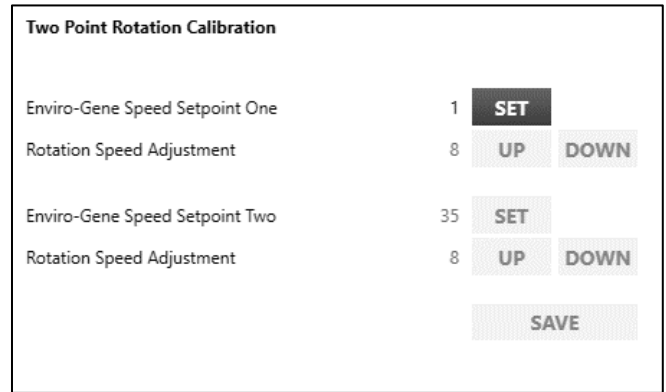 Two Point Rotation Calibration
Enviro-Gene Speed Setpoint One 1 SET
Rotation Speed Adjustment 8 UP DOWN
Enviro-Gene Speed Setpoint Two 35 SET
Rotation Speed Adjustment 8 UP DOWN
SAVE